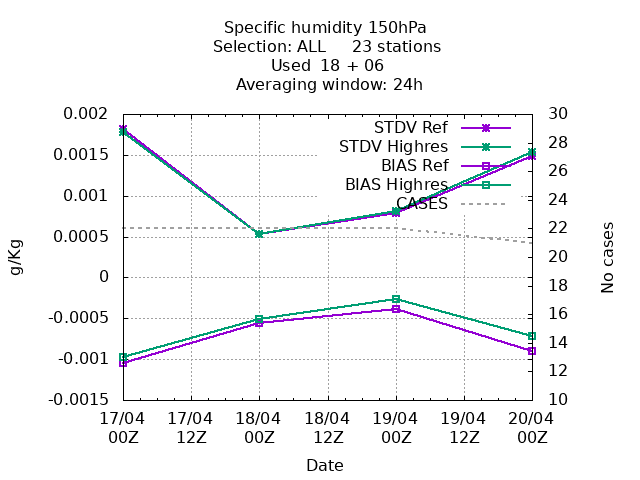 Specific humidity 150hPa
Selection: ALL 23 stations
Used 18 + 06
Averaging window: 24h
STDV Ref
STDV Highres
BIAS Ref
BIAS Highres
CASES
0.002
0.0015
0.001
0.0005
0
-0.0005
-0.001
-0.0015
g/Kg
30
28
26
24
22
20
18
16
14
12
10
No cases
17/04 17/04 18/04 18/04 19/04 19/04 20/04
00Z 12Z 00Z 12Z 00Z 12Z 00Z
Date